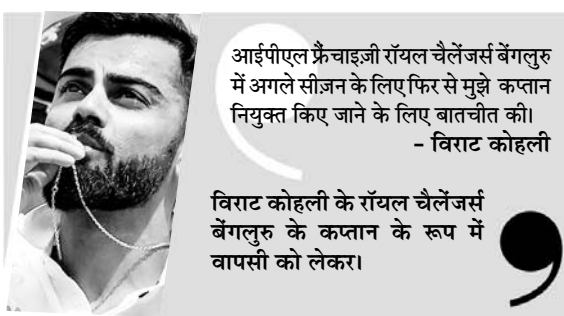 आईपीएल फ्रैंचाइज़ी रॉयल चैलेंजर्स बेंगलुरु
में अगले सीज़न के लिए फिर से मुझे कप्तान
नियुक्त किए जाने के लिए बातचीत की।
– विराट कोहली
विराट कोहली के रॉयल चैलेंजर्स
बेंगलुरु के कप्तान के रूप में
वापसी को लेकर।